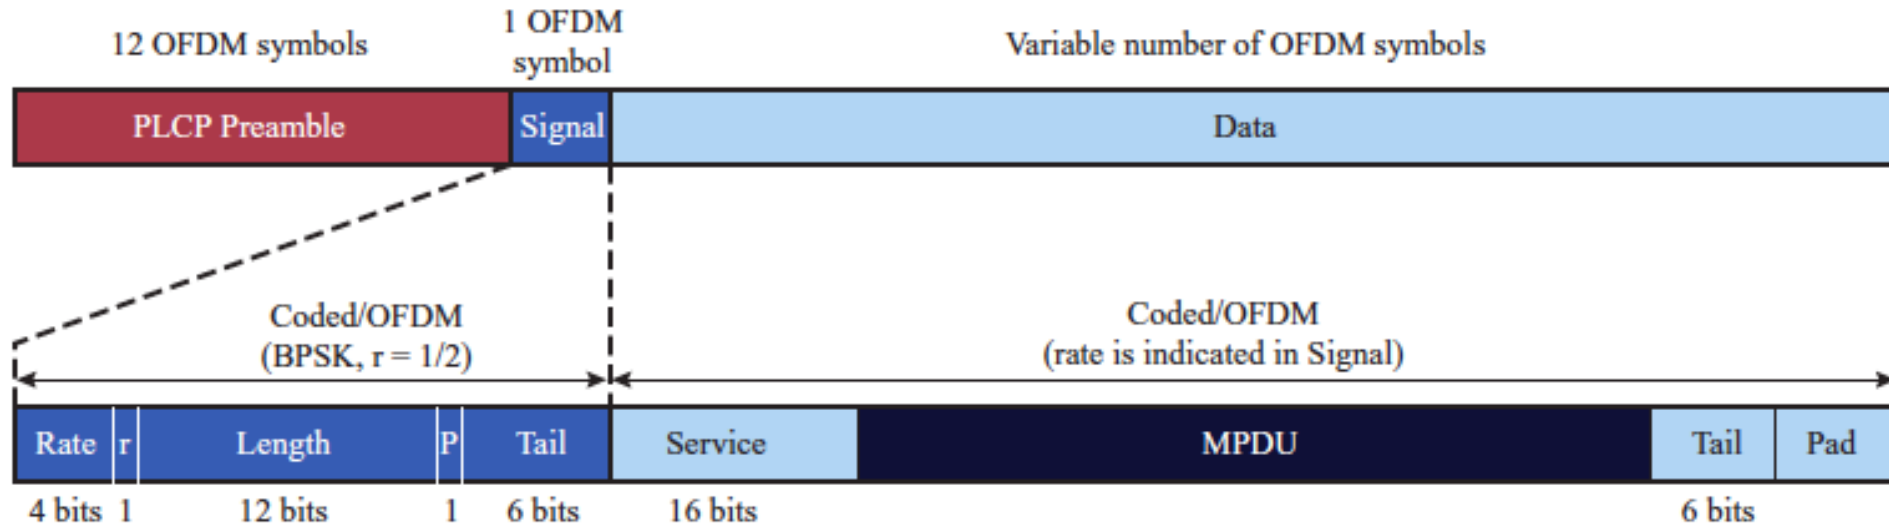 12 OFDM symbols
1 OFDM
symbol
Variable number of OFDM symbols
PLCP Preamble
Signal
Data
Coded/OFDM
(BPSK, r = 1/2)
Coded/OFDM
(rate is indicated in Signal)
Rate
r
Length
P
Tail
Service
MPDU
Tail
Pad
4 bits
1
12 bits
1
6 bits
16 bits
6 bits